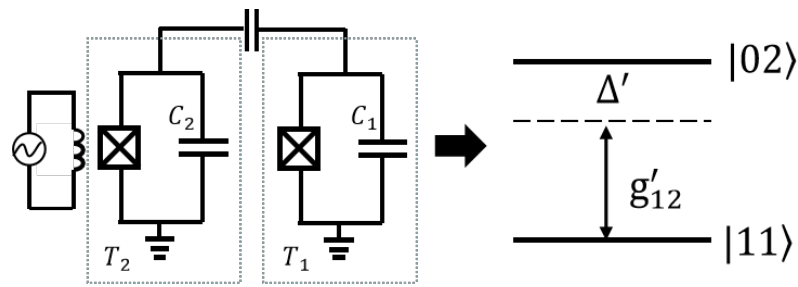 C₂
T₂
C₁
T₁
|02⟩
Δ′
g′₁₂
|11⟩